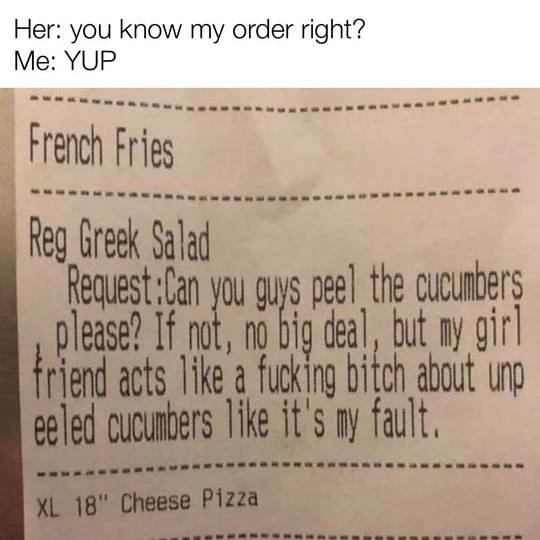 Her: you know my order right?
Me: YUP
French Fries
Reg Greek Salad
Request:Can you guys peel the cucumbers
, please? If not, no big deal, but my girl
friend acts like a fucking bitch about unp
eeled cucumbers like it's my fault.
XL 18" Cheese Pizza